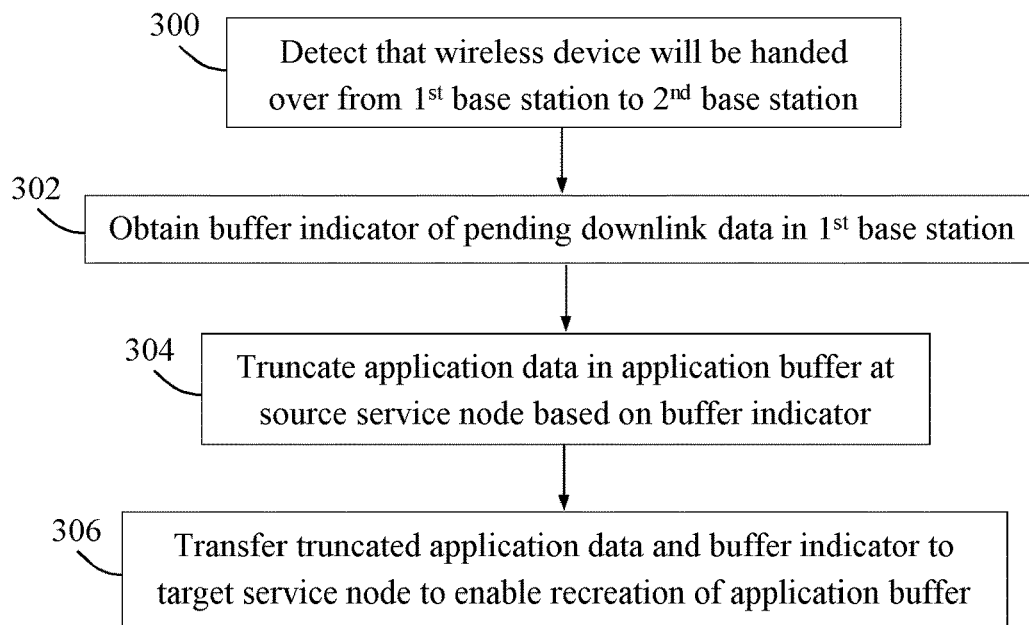 300
Detect that wireless device will be handed
over from 1st base station to 2nd base station
302
Obtain buffer indicator of pending downlink data in 1st base station
304
Truncate application data in application buffer at
source service node based on buffer indicator
306
Transfer truncated application data and buffer indicator to
target service node to enable recreation of application buffer